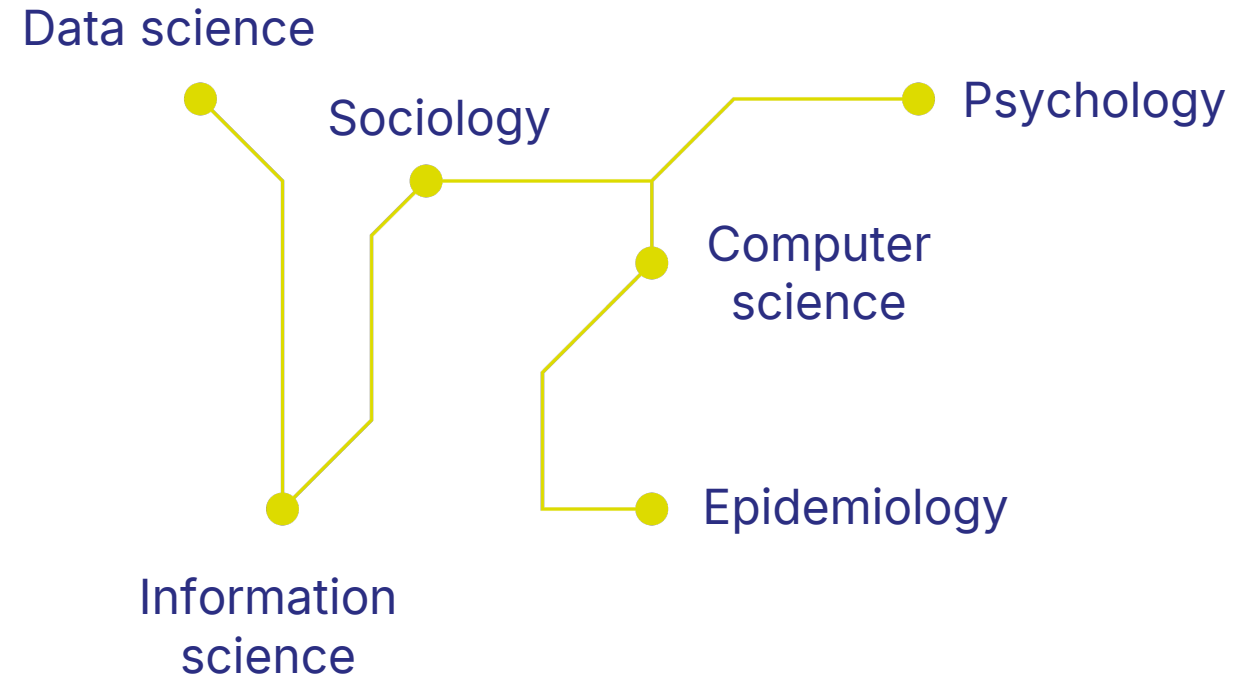 Data science
Sociology
Psychology
Computer
science
Epidemiology
Information
science